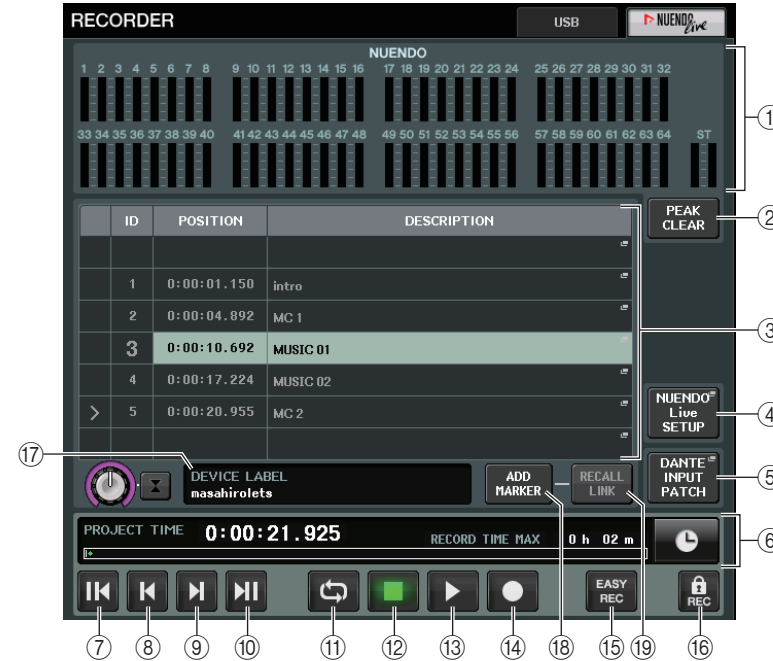 RECORDER
USB
NUENDO live
NUENDO
1 2 3 4 5 6 7 8 9 10 11 12 13 14 15 16 17 18 19 20 21 22 23 24 25 26 27 28 29 30 31 32
33 34 35 36 37 38 39 40 41 42 43 44 45 46 47 48 49 50 51 52 53 54 55 56 57 58 59 60 61 62 63 64 ST
①
PEAK
CLEAR
②
ID POSITION DESCRIPTION
1 0:00:01.150 intro
2 0:00:04.892 MC 1
3 0:00:10.692 MUSIC 01
③
4 0:00:17.224 MUSIC 02
> 5 0:00:20.955 MC 2
NUENDO
Live
SETUP
④
⑰
DEVICE LABEL
masahirolets
ADD
MARKER
RECALL
LINK
DANTE
INPUT
PATCH
⑤
PROJECT TIME 0:00:21.925 RECORD TIME MAX 0 h 02 m
⑥
EASY
REC
REC
⑦ ⑧ ⑨ ⑩ ⑪ ⑫ ⑬ ⑭ ⑱ ⑮ ⑲ ⑯